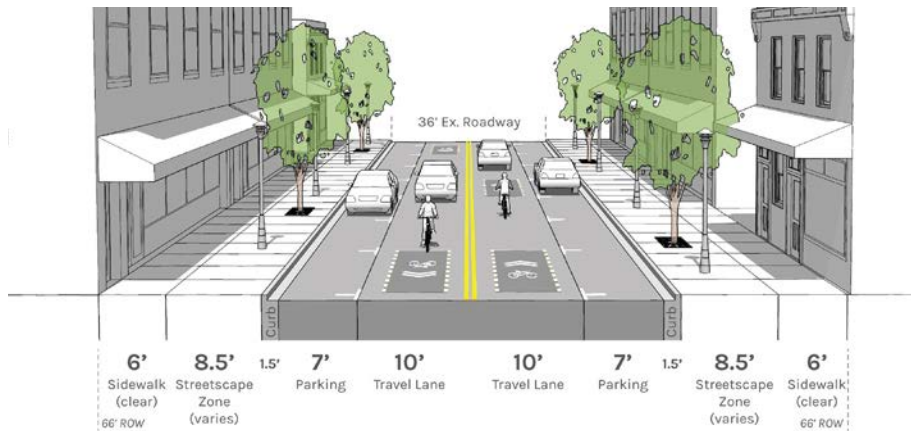 36' Ex. Roadway
Curb
Curb
6'
Sidewalk
(clear)
66' ROW
8.5'
Streetscape
Zone
(varies)
1.5'
7'
Parking
10'
Travel Lane
10'
Travel Lane
7'
Parking
1.5'
8.5'
Streetscape
Zone
(varies)
6'
Sidewalk
(clear)
66' ROW